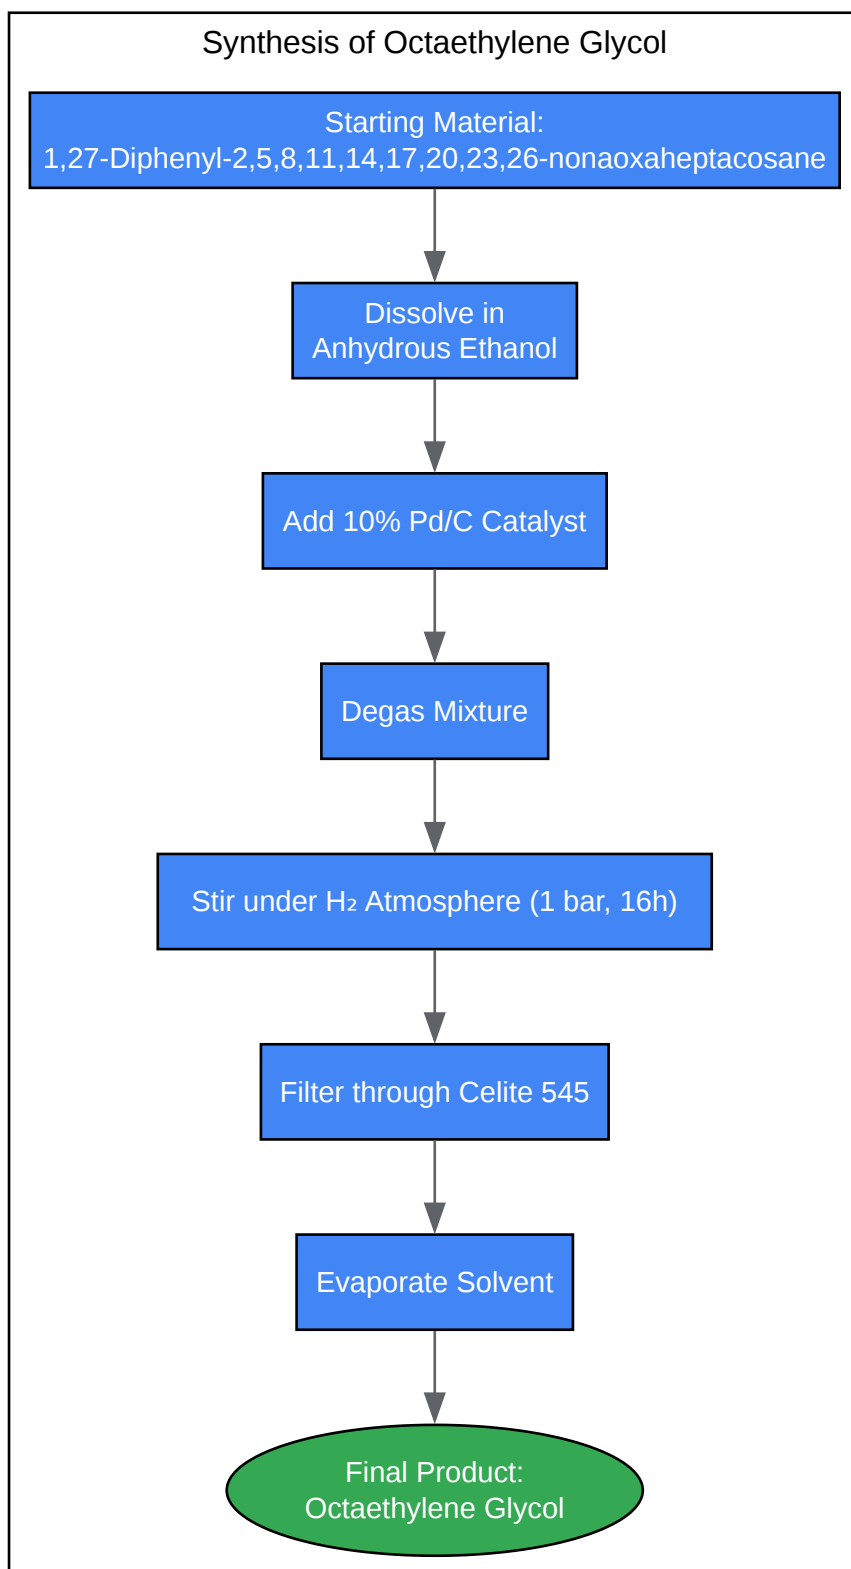 Synthesis of Octaethylene Glycol
Starting Material:
1,27-Diphenyl-2,5,8,11,14,17,20,23,26-nonaoxaheptacosane
Dissolve in
Anhydrous Ethanol
Add 10% Pd/C Catalyst
Degas Mixture
Stir under H₂ Atmosphere (1 bar, 16h)
Filter through Celite 545
Evaporate Solvent
Final Product:
Octaethylene Glycol